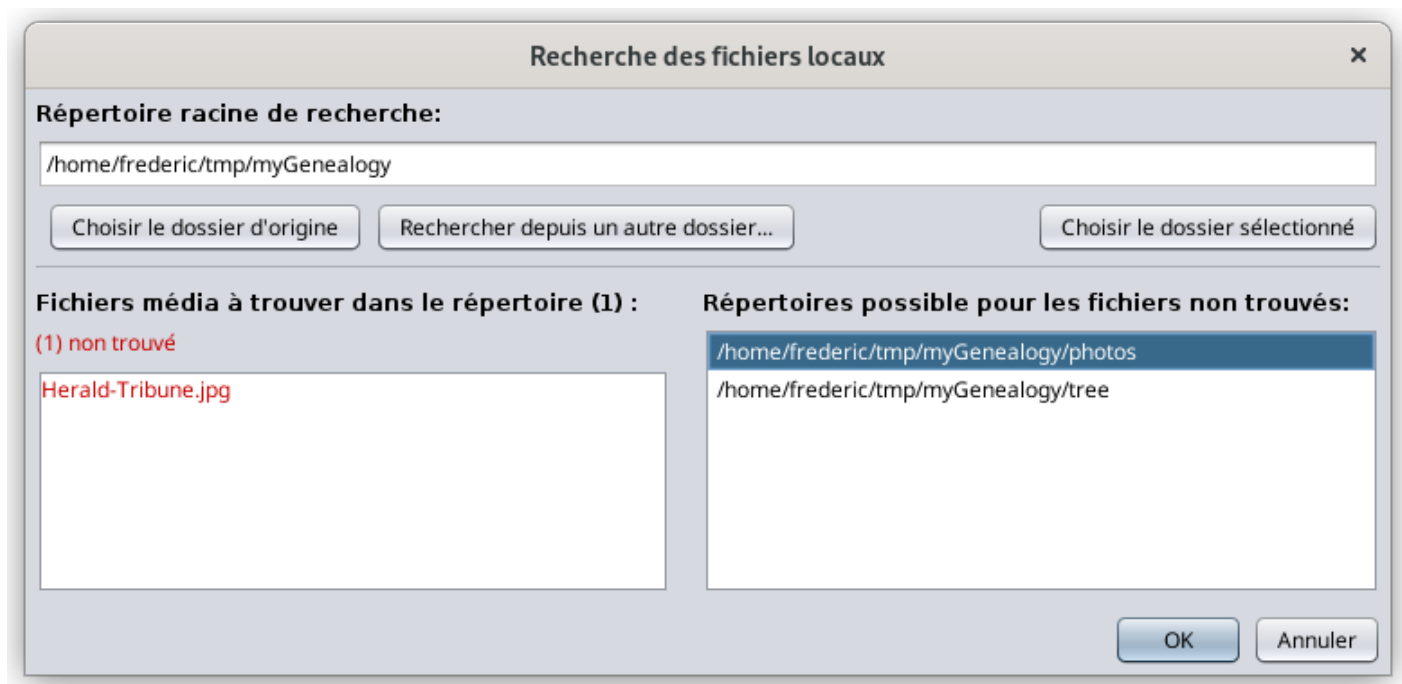 Recherche des fichiers locaux ×
Répertoire racine de recherche:
/home/frederic/tmp/myGenealogy
Choisir le dossier d'origine Rechercher depuis un autre dossier... Choisir le dossier sélectionné
Fichiers média à trouver dans le répertoire (1) :
(1) non trouvé
Herald-Tribune.jpg
Répertoires possible pour les fichiers non trouvés:
/home/frederic/tmp/myGenealogy/photos
/home/frederic/tmp/myGenealogy/tree
OK Annuler